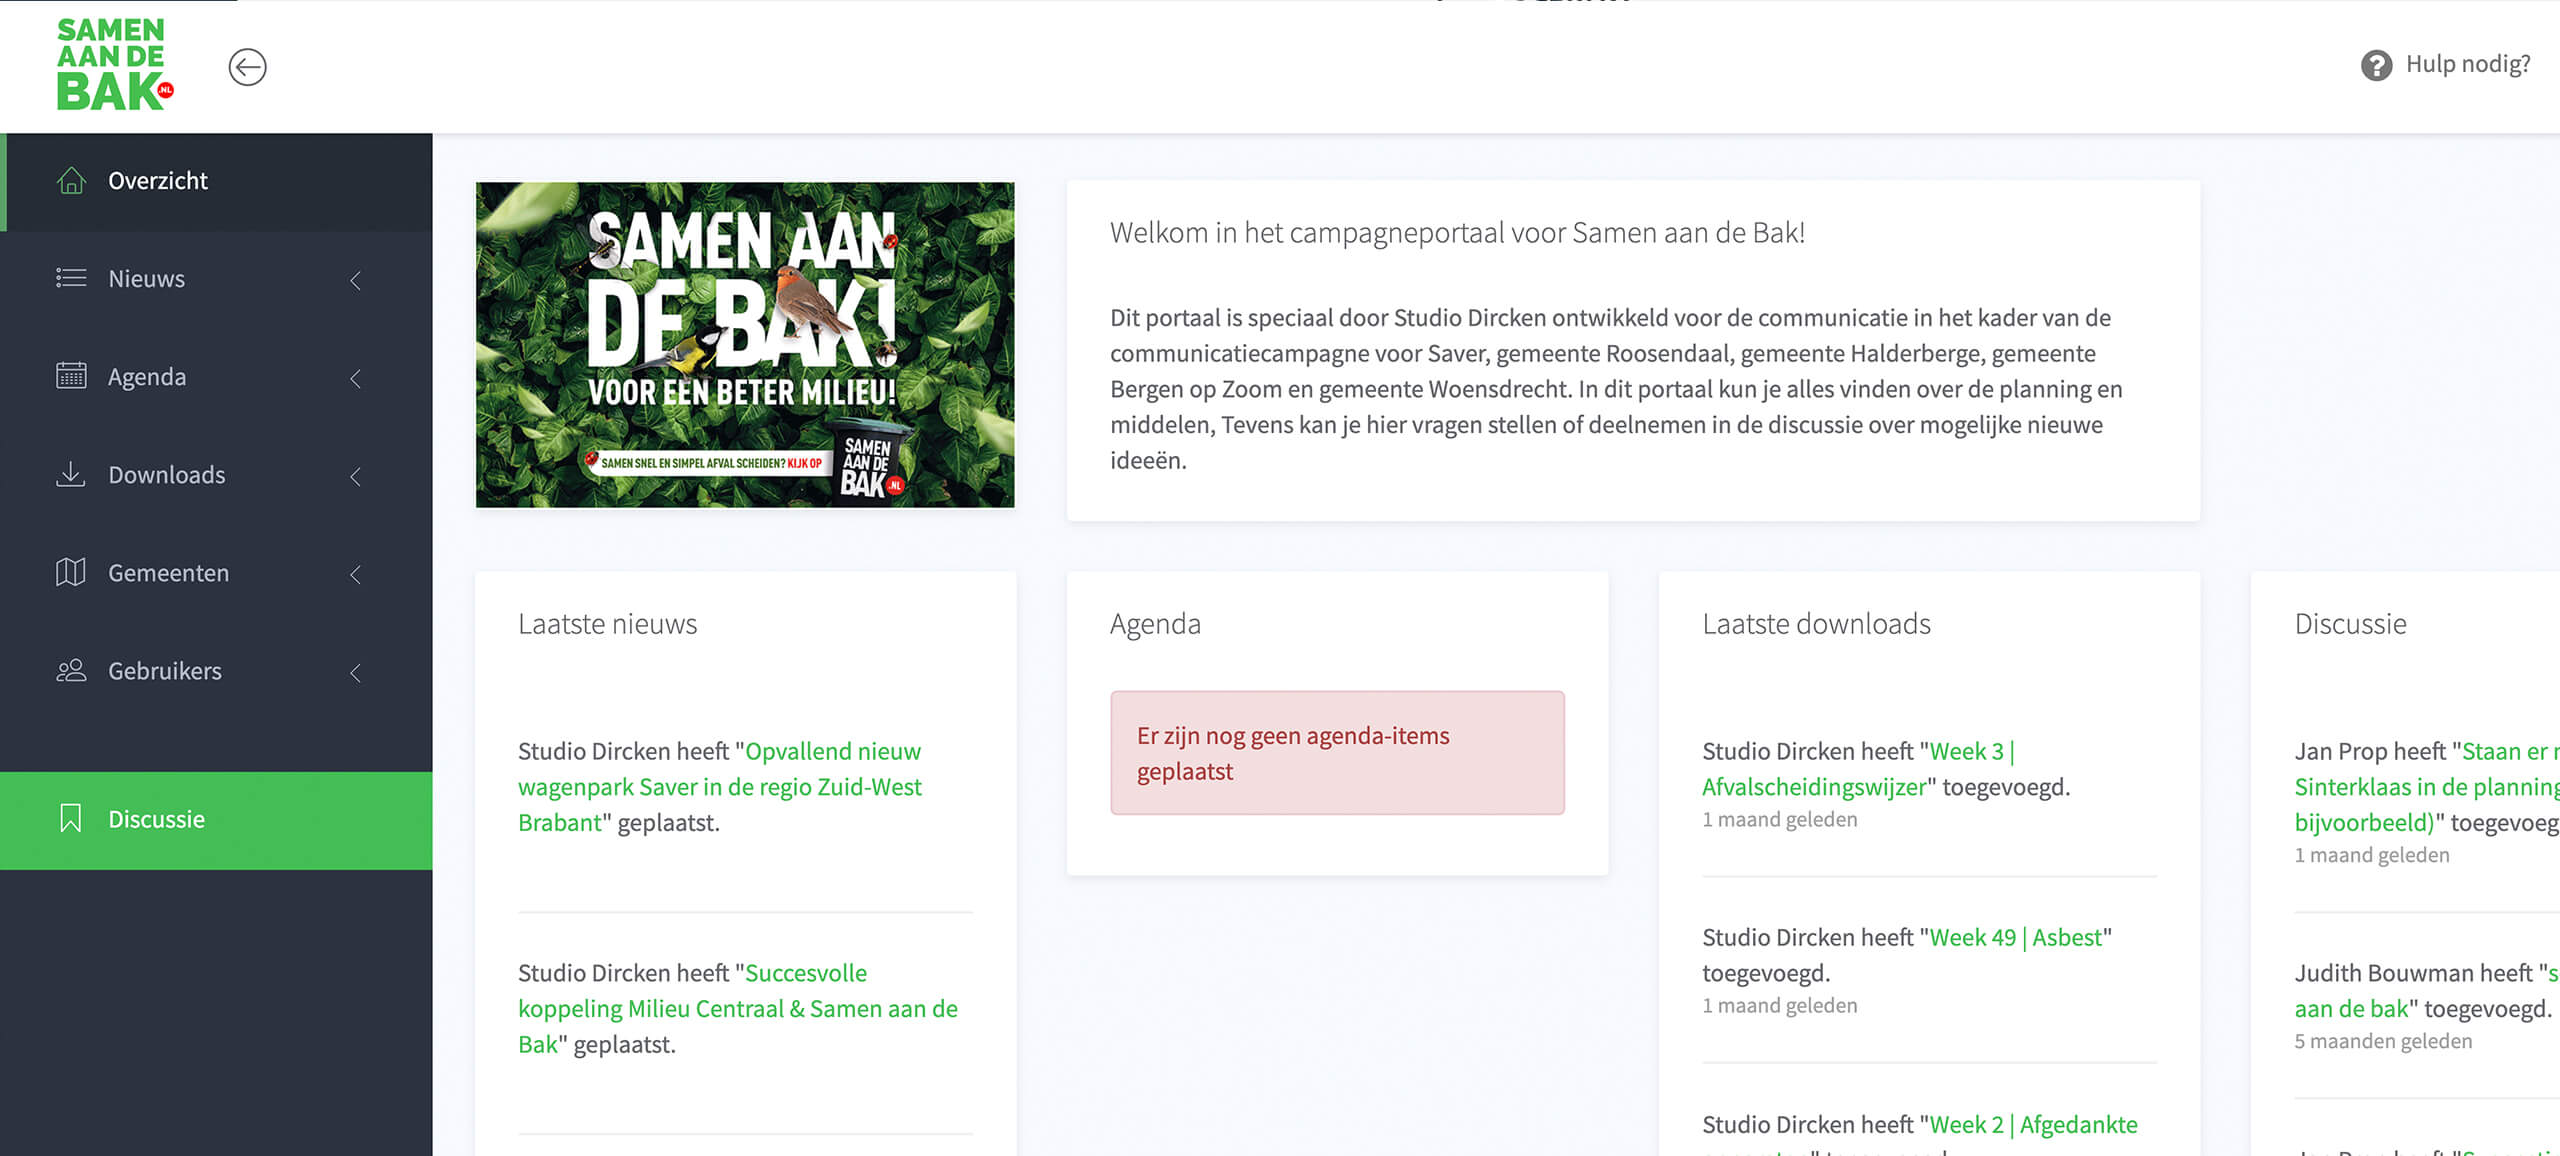 SAMEN
AAN DE
BAK.NL
Hulp nodig?
Overzicht
Nieuws
Agenda
Downloads
Gemeenten
Gebruikers
Discussie
SAMEN AAN
DE BAK!
VOOR EEN BETER MILIEU!
SAMEN SNEL EN SIMPEL AFVAL SCHEIDEN? KIJK OP
SAMEN
AAN DE
BAK.NL
Welkom in het campagneportaal voor Samen aan de Bak!
Dit portaal is speciaal door Studio Dircken ontwikkeld voor de communicatie in het kader van de
communicatiecampagne voor Saver, gemeente Roosendaal, gemeente Halderberge, gemeente
Bergen op Zoom en gemeente Woensdrecht. In dit portaal kun je alles vinden over de planning en
middelen, Tevens kan je hier vragen stellen of deelnemen in de discussie over mogelijke nieuwe
ideeën.
Laatste nieuws
Studio Dircken heeft "Opvallend nieuw
wagenpark Saver in de regio Zuid-West
Brabant" geplaatst.
Studio Dircken heeft "Succesvolle
koppeling Milieu Centraal & Samen aan de
Bak" geplaatst.
Agenda
Er zijn nog geen agenda-items
geplaatst
Laatste downloads
Studio Dircken heeft "Week 3 |
Afvalscheidingswijzer" toegevoegd.
1 maand geleden
Studio Dircken heeft "Week 49 | Asbest"
toegevoegd.
1 maand geleden
Studio Dircken heeft "Week 2 | Afgedankte
Discussie
Jan Prop heeft "Staan er
Sinterklaas in de planning
bijvoorbeeld)" toegevoeg
1 maand geleden
Judith Bouwman heeft "s
aan de bak" toegevoegd.
5 maanden geleden